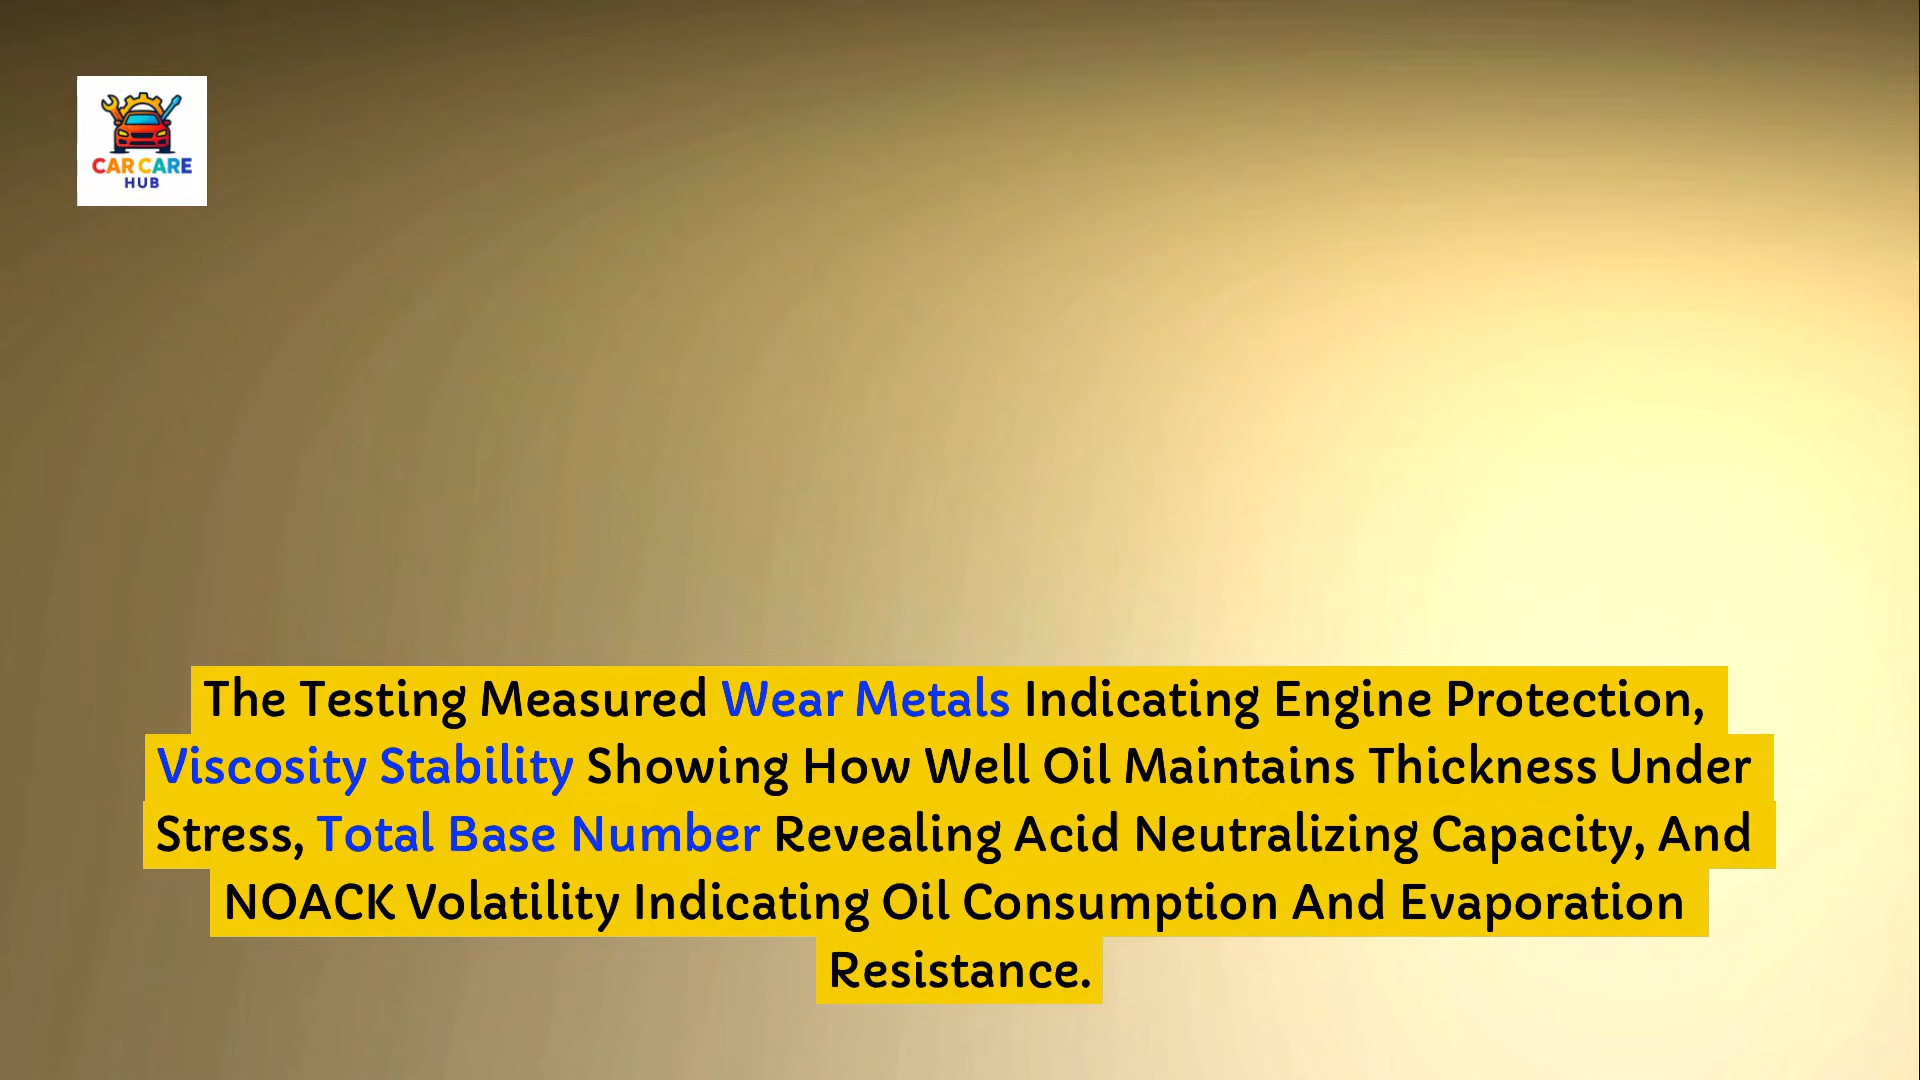 CAR CARE
HUB
The Testing Measured Wear Metals Indicating Engine Protection,
Viscosity Stability Showing How Well Oil Maintains Thickness Under
Stress, Total Base Number Revealing Acid Neutralizing Capacity, And
NOACK Volatility Indicating Oil Consumption And Evaporation
Resistance.